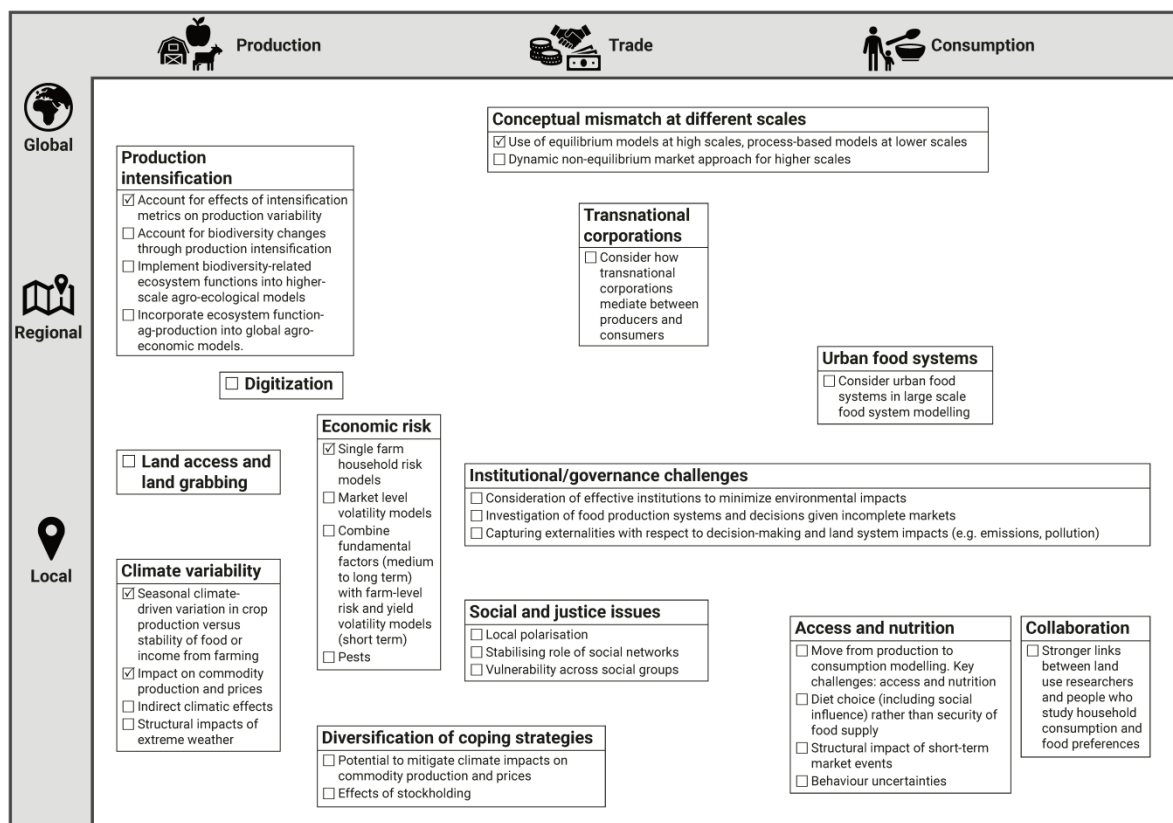 Production
Trade
Consumption
Global
Regional
Local
Conceptual mismatch at different scales
☑ Use of equilibrium models at high scales, process-based models at lower scales
☐ Dynamic non-equilibrium market approach for higher scales
Production
intensification
☑ Account for effects of intensification
metrics on production variability
☐ Account for biodiversity changes
through production intensification
☐ Implement biodiversity-related
ecosystem functions into higher-
scale agro-ecological models
☐ Incorporate ecosystem function-
ag-production into global agro-
economic models.
Transnational
corporations
☐ Consider how
transnational
corporations
mediate between
producers and
consumers
Urban food systems
☐ Consider urban food
systems in large scale
food system modelling
☐ Digitization
☐ Land access and
land grabbing
Economic risk
☑ Single farm
household risk
models
☐ Market level
volatility models
☐ Combine
fundamental
factors (medium
to long term)
with farm-level
risk and yield
volatility models
(short term)
☐ Pests
Institutional/governance challenges
☐ Consideration of effective institutions to minimize environmental impacts
☐ Investigation of food production systems and decisions given incomplete markets
☐ Capturing externalities with respect to decision-making and land system impacts (e.g. emissions, pollution)
Climate variability
☑ Seasonal climate-
driven variation in crop
production versus
stability of food or
income from farming
☑ Impact on commodity
production and prices
☐ Indirect climatic effects
☐ Structural impacts of
extreme weather
Social and justice issues
☐ Local polarisation
☐ Stabilising role of social networks
☐ Vulnerability across social groups
Access and nutrition
☐ Move from production to
consumption modelling. Key
challenges: access and nutrition
☐ Diet choice (including social
influence) rather than security of
food supply
☐ Structural impact of short-term
market events
☐ Behaviour uncertainties
Collaboration
☐ Stronger links
between land
use researchers
and people who
study household
consumption and
food preferences
Diversification of coping strategies
☐ Potential to mitigate climate impacts on
commodity production and prices
☐ Effects of stockholding